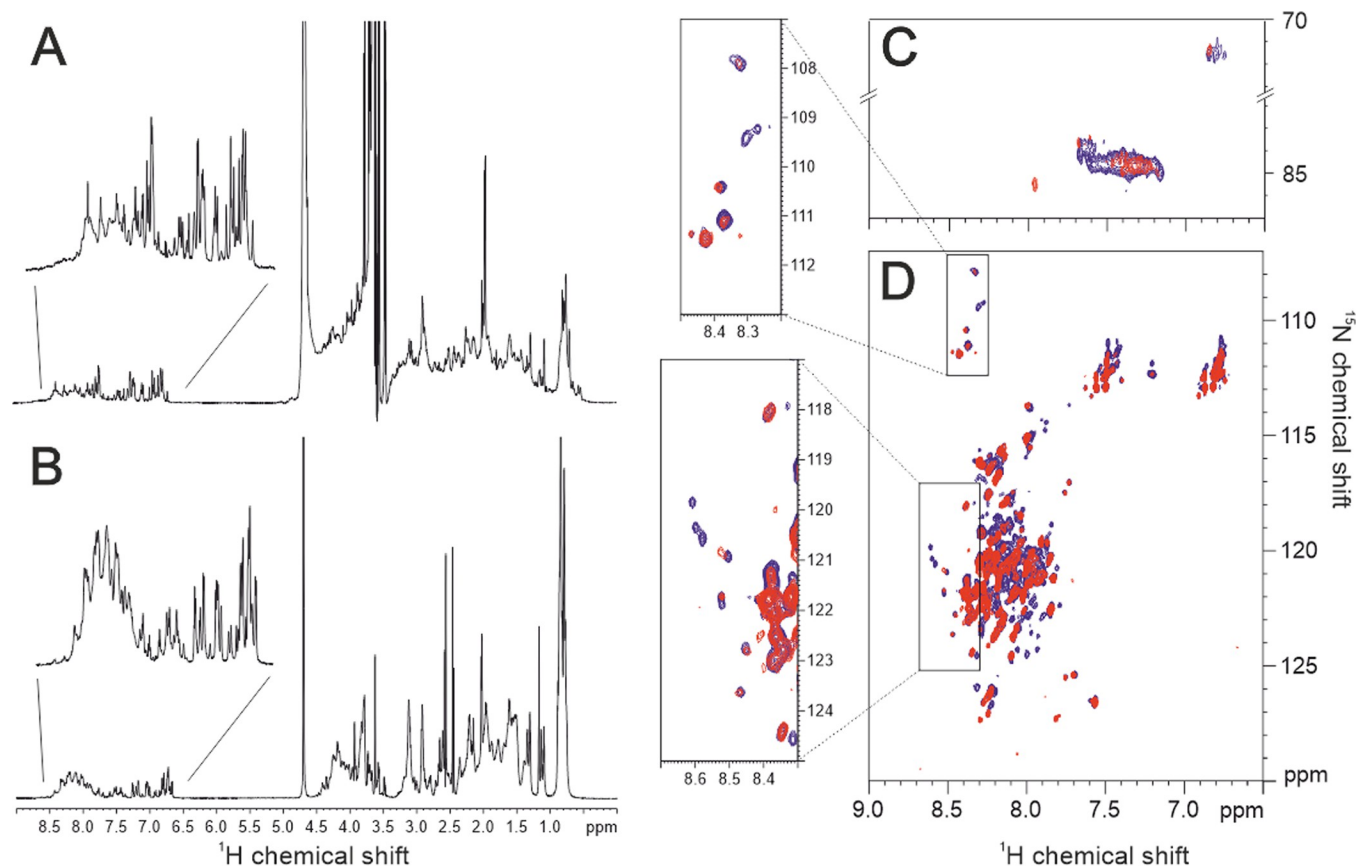 A
B
8.5 8.0 7.5 7.0 6.5 5.0 4.5 4.0 3.5 3.0 2.5 2.0 1.5 1.0 ppm
¹H chemical shift
108
109
110
111
112
8.4 8.3
118
119
120
121
122
123
124
8.6 8.5 8.4
C
70
85
D
110
115
120
125
ppm
¹⁵N chemical shift
9.0 8.5 8.0 7.5 7.0 ppm
¹H chemical shift